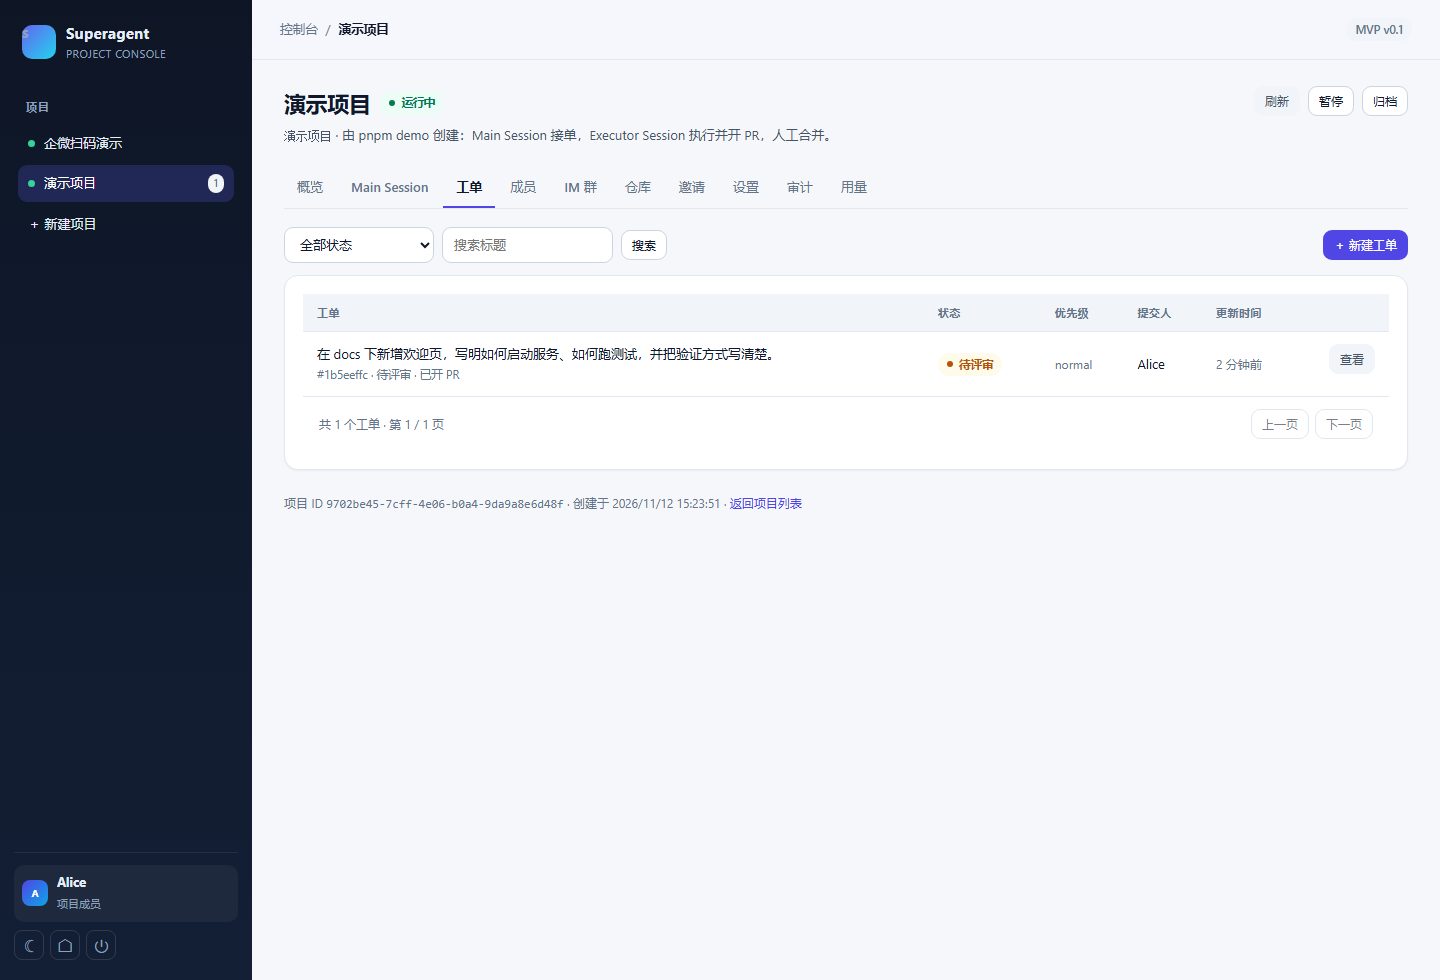 Superagent
PROJECT CONSOLE
项目
企微扫码演示
演示项目 1
+ 新建项目
Alice
项目成员
A
控制台 / 演示项目
MVP v0.1
演示项目 运行中
刷新 暂停 归档
演示项目 · 由 pnpm demo 创建：Main Session 接单，Executor Session 执行并开 PR，人工合并。
概览 Main Session 工单 成员 IM 群 仓库 邀请 设置 审计 用量
全部状态 搜索标题 搜索 + 新建工单
工单 状态 优先级 提交人 更新时间
在 docs 下新增欢迎页，写明如何启动服务、如何跑测试，并把验证方式写清楚。
#1b5eeffc · 待评审 · 已开 PR
待评审 normal Alice 2 分钟前 查看
共 1 个工单 · 第 1 / 1 页 上一页 下一页
项目 ID 9702be45-7cff-4e06-b0a4-9da9a8e6d48f · 创建于 2026/11/12 15:23:51 · 返回项目列表